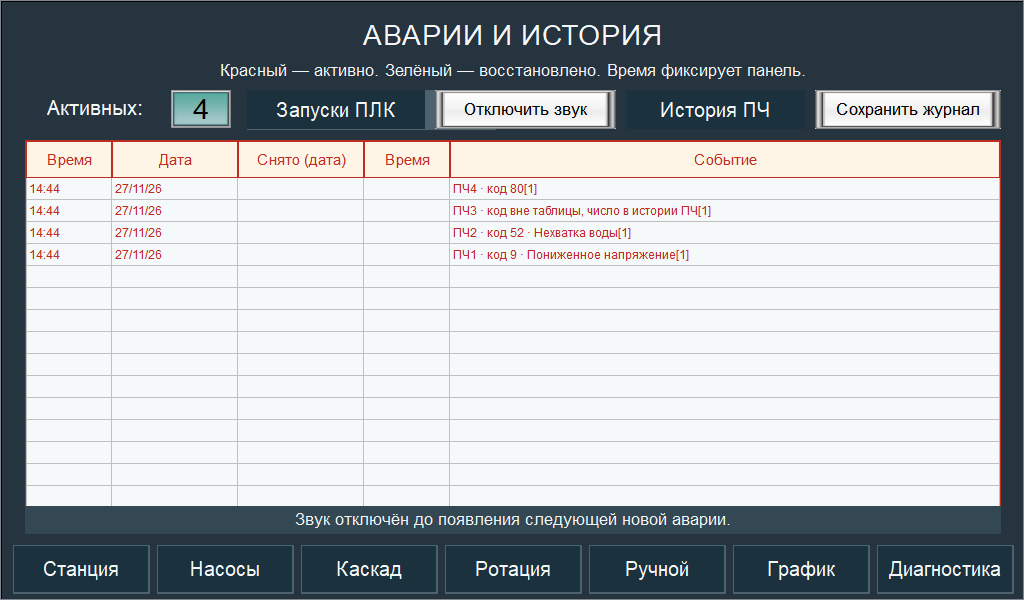 АВАРИИ И ИСТОРИЯ
Красный — активно. Зелёный — восстановлено. Время фиксирует панель.
Активных: 4 Запуски ПЛК Отключить звук История ПЧ Сохранить журнал
Время Дата Снято (дата) Время Событие
14:44 27/11/26 ПЧ4 · код 80[1]
14:44 27/11/26 ПЧ3 · код вне таблицы, число в истории ПЧ[1]
14:44 27/11/26 ПЧ2 · код 52 · Нехватка воды[1]
14:44 27/11/26 ПЧ1 · код 9 · Пониженное напряжение[1]
Звук отключён до появления следующей новой аварии.
Станция Насосы Каскад Ротация Ручной График Диагностика